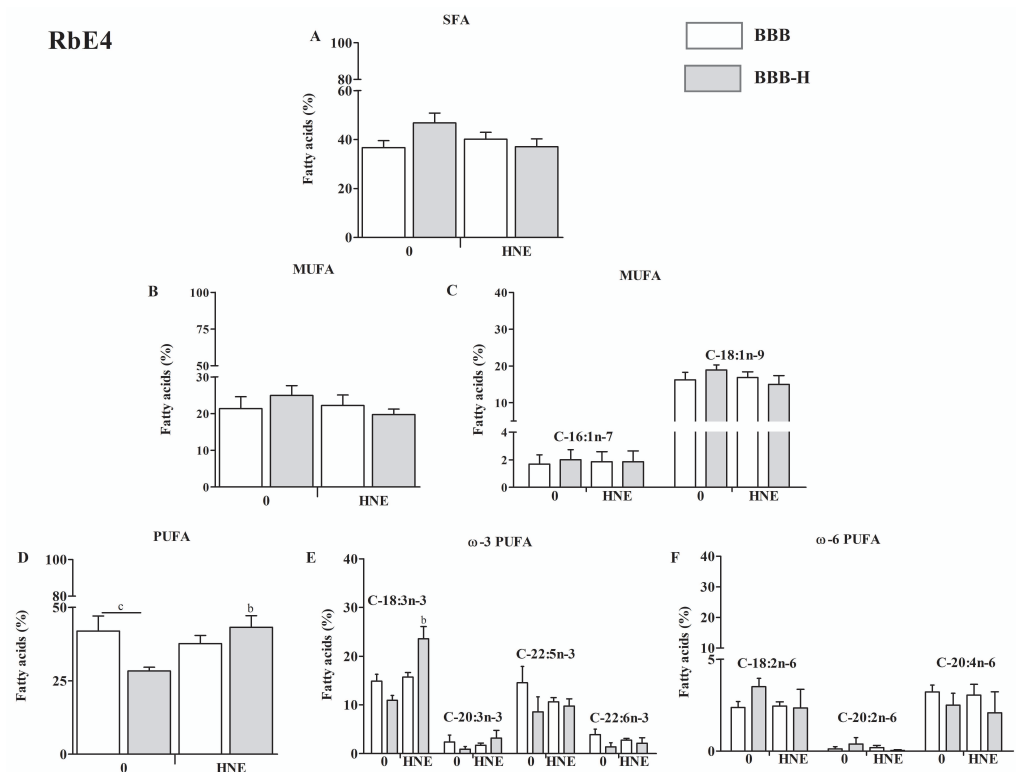 RbE4
SFA
A
BBB
BBB-H
Fatty acids (%)
100
80
60
40
20
0
0 HNE
MUFA
B
Fatty acids (%)
100
75
50
30
20
10
0
0 HNE
MUFA
C
Fatty acids (%)
40
30
20
10
4
2
0
C-16:1n-7
C-18:1n-9
0 HNE 0 HNE
PUFA
D
Fatty acids (%)
100
80
50
25
0
c
b
0 HNE
ω-3 PUFA
E
40
30
20
10
0
C-18:3n-3
b
C-20:3n-3
C-22:5n-3
C-22:6n-3
0 HNE 0 HNE 0 HNE 0 HNE
ω-6 PUFA
F
Fatty acids (%)
40
30
20
10
5
0
C-18:2n-6
C-20:2n-6
C-20:4n-6
0 HNE 0 HNE 0 HNE